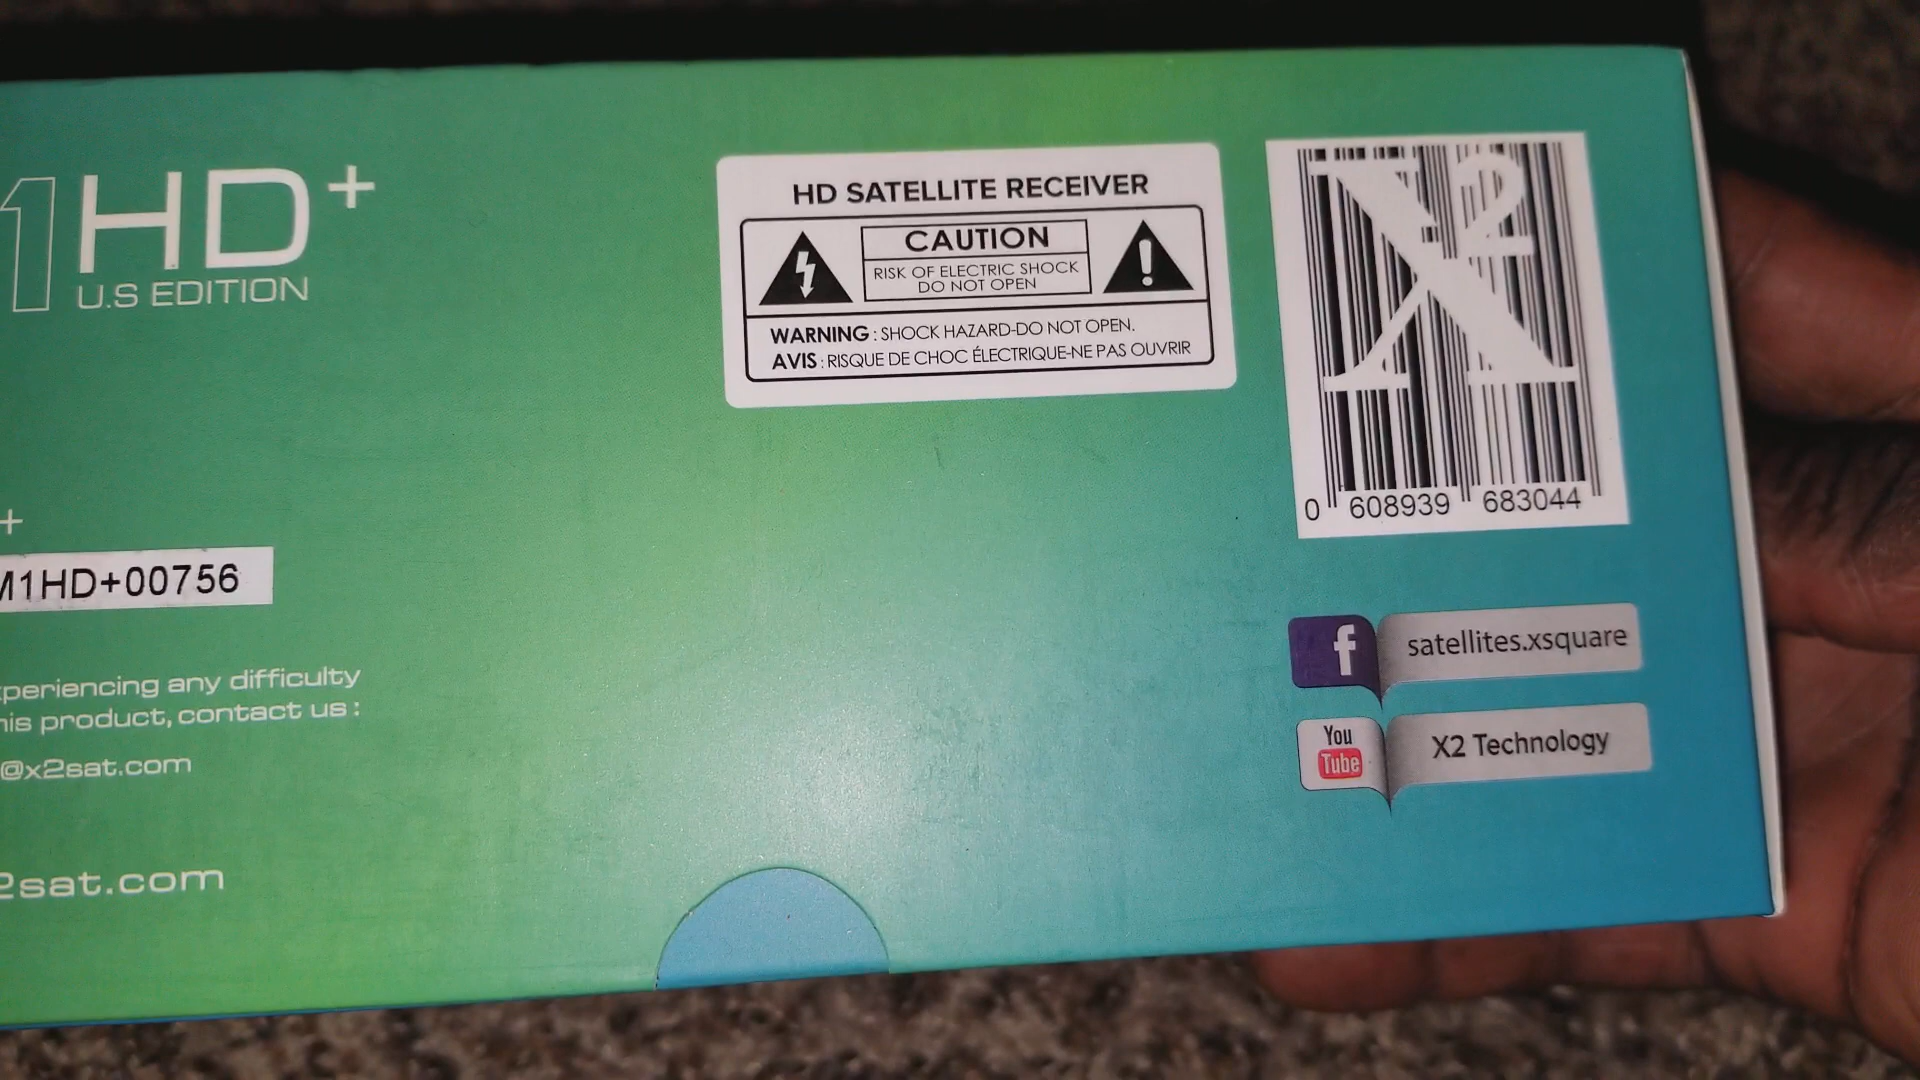 1HD+
U.S EDITION
+
M1HD+00756
periencing any difficulty
his product, contact us :
@x2sat.com
2sat.com
HD SATELLITE RECEIVER
CAUTION
RISK OF ELECTRIC SHOCK
DO NOT OPEN
WARNING : SHOCK HAZARD-DO NOT OPEN.
AVIS : RISQUE DE CHOC ÉLECTRIQUE-NE PAS OUVRIR
X2
0 608939 683044
f satellites.xsquare
You Tube X2 Technology